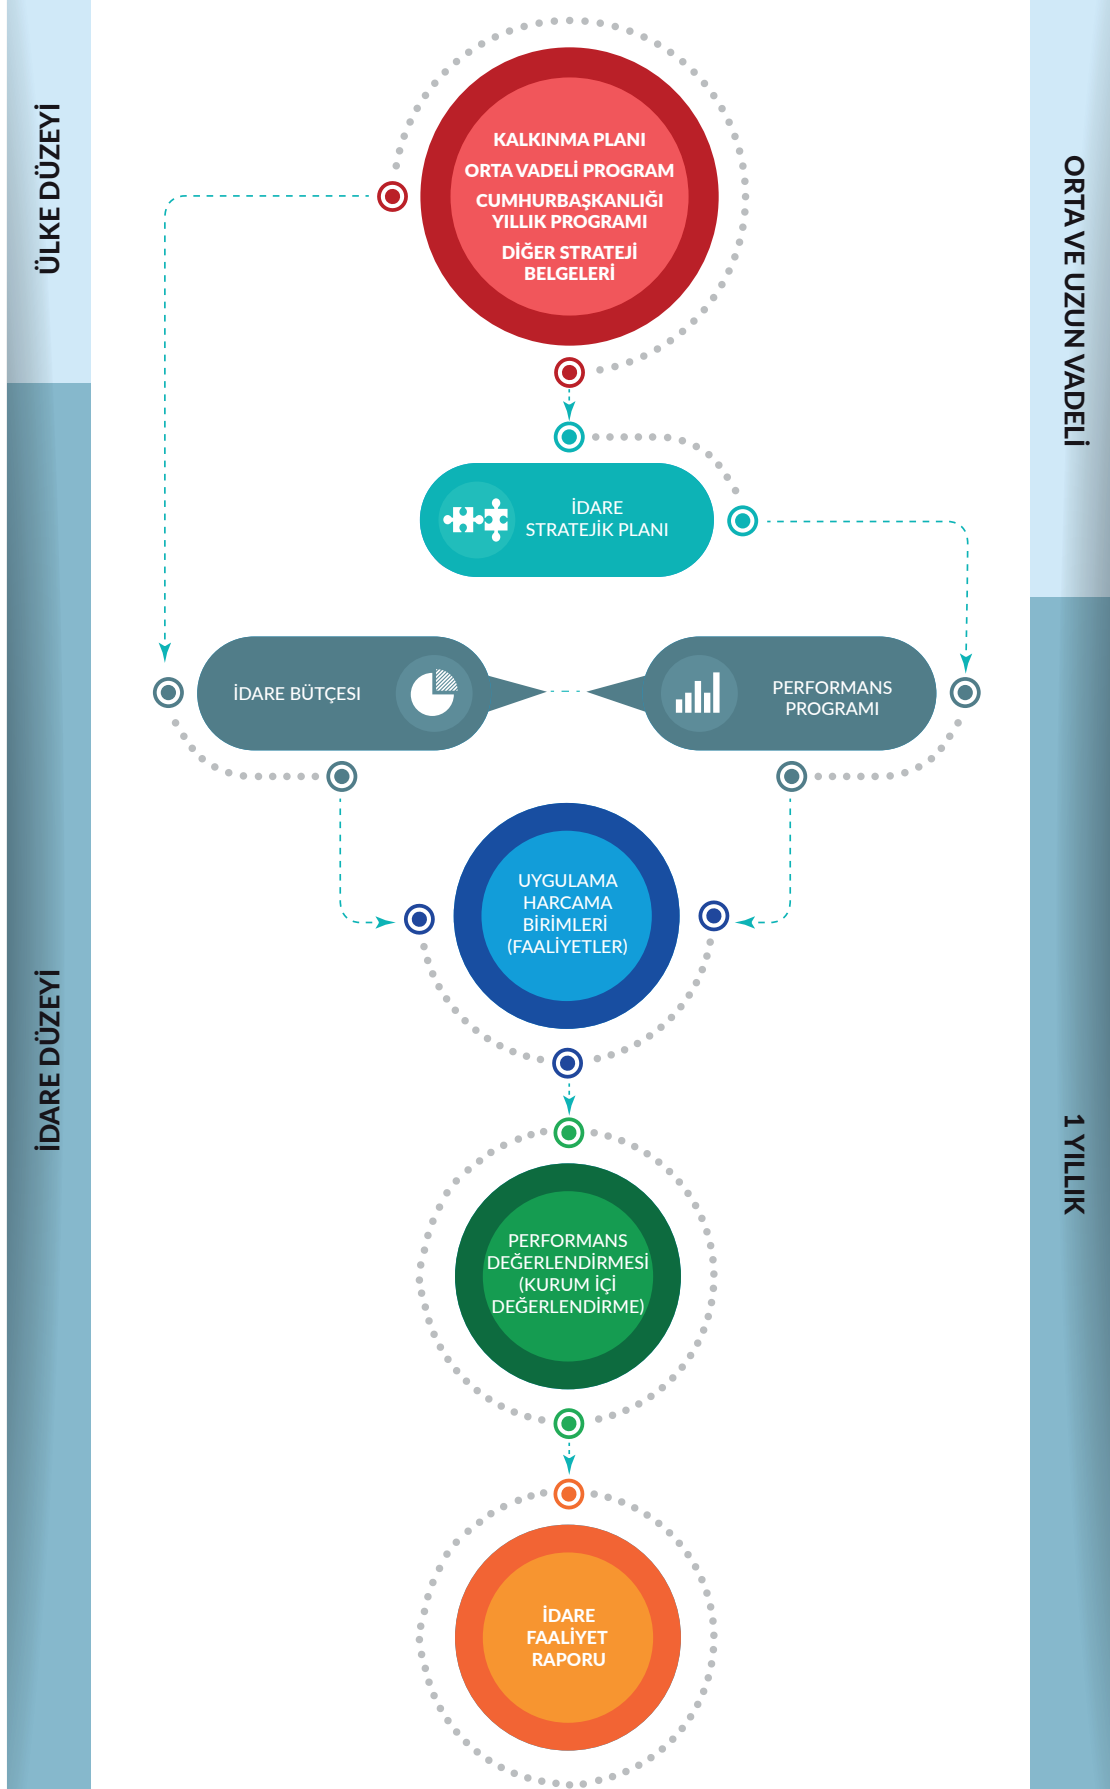 ÜLKE DÜZEYİ
ORTA VE UZUN VADELİ
KALKINMA PLANI
ORTA VADELİ PROGRAM
CUMHURBAŞKANLIĞI
YILLIK PROGRAMI
DİĞER STRATEJİ
BELGELERİ
İDARE
STRATEJİK PLANI
İDARE BÜTÇESI
PERFORMANS
PROGRAMI
UYGULAMA
HARCAMA
BİRİMLERİ
(FAALİYETLER)
İDARE DÜZEYİ
1 YILLIK
PERFORMANS
DEĞERLENDİRMESİ
(KURUM İÇİ
DEĞERLENDİRME)
İDARE
FAALİYET
RAPORU